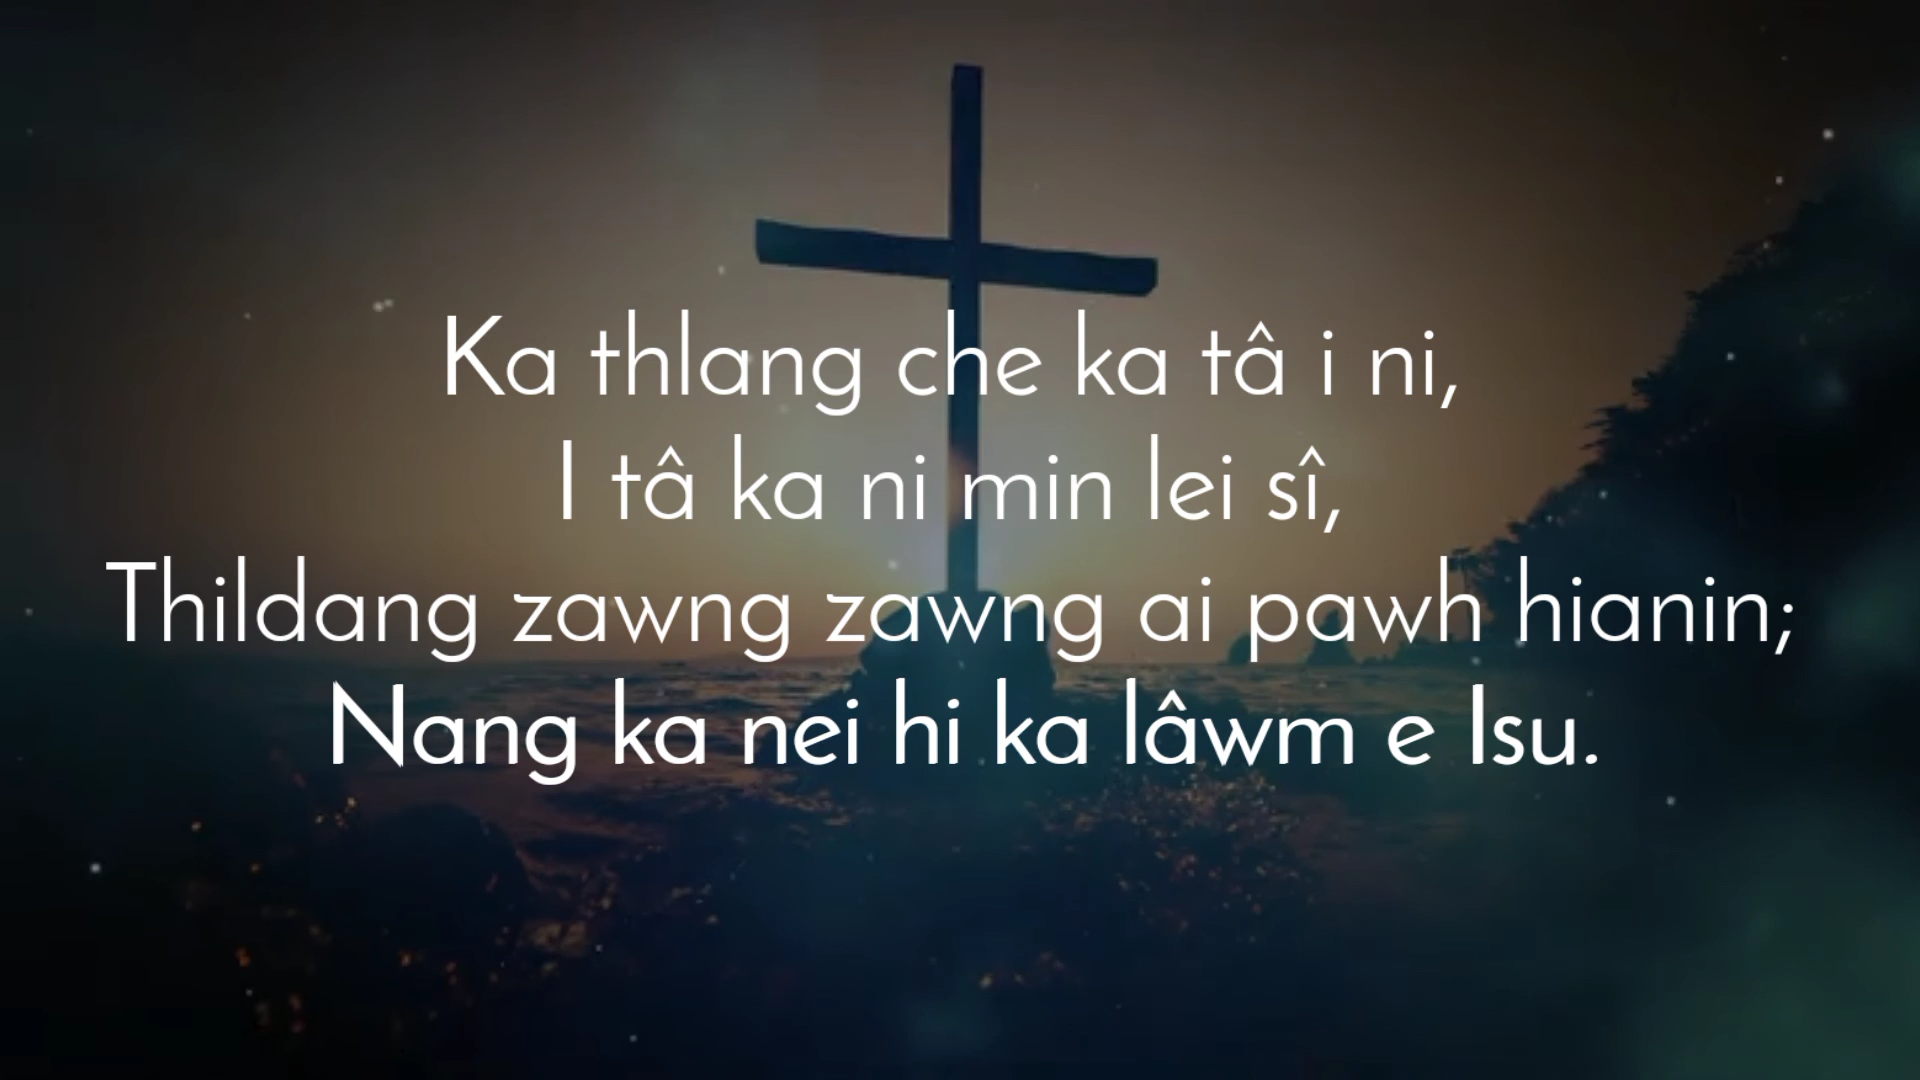 Ka thlang che ka tâ i ni,
I tâ ka ni min lei sî,
Thildang zawng zawng ai pawh hianin;
Nang ka nei hi ka lâwm e Isu.